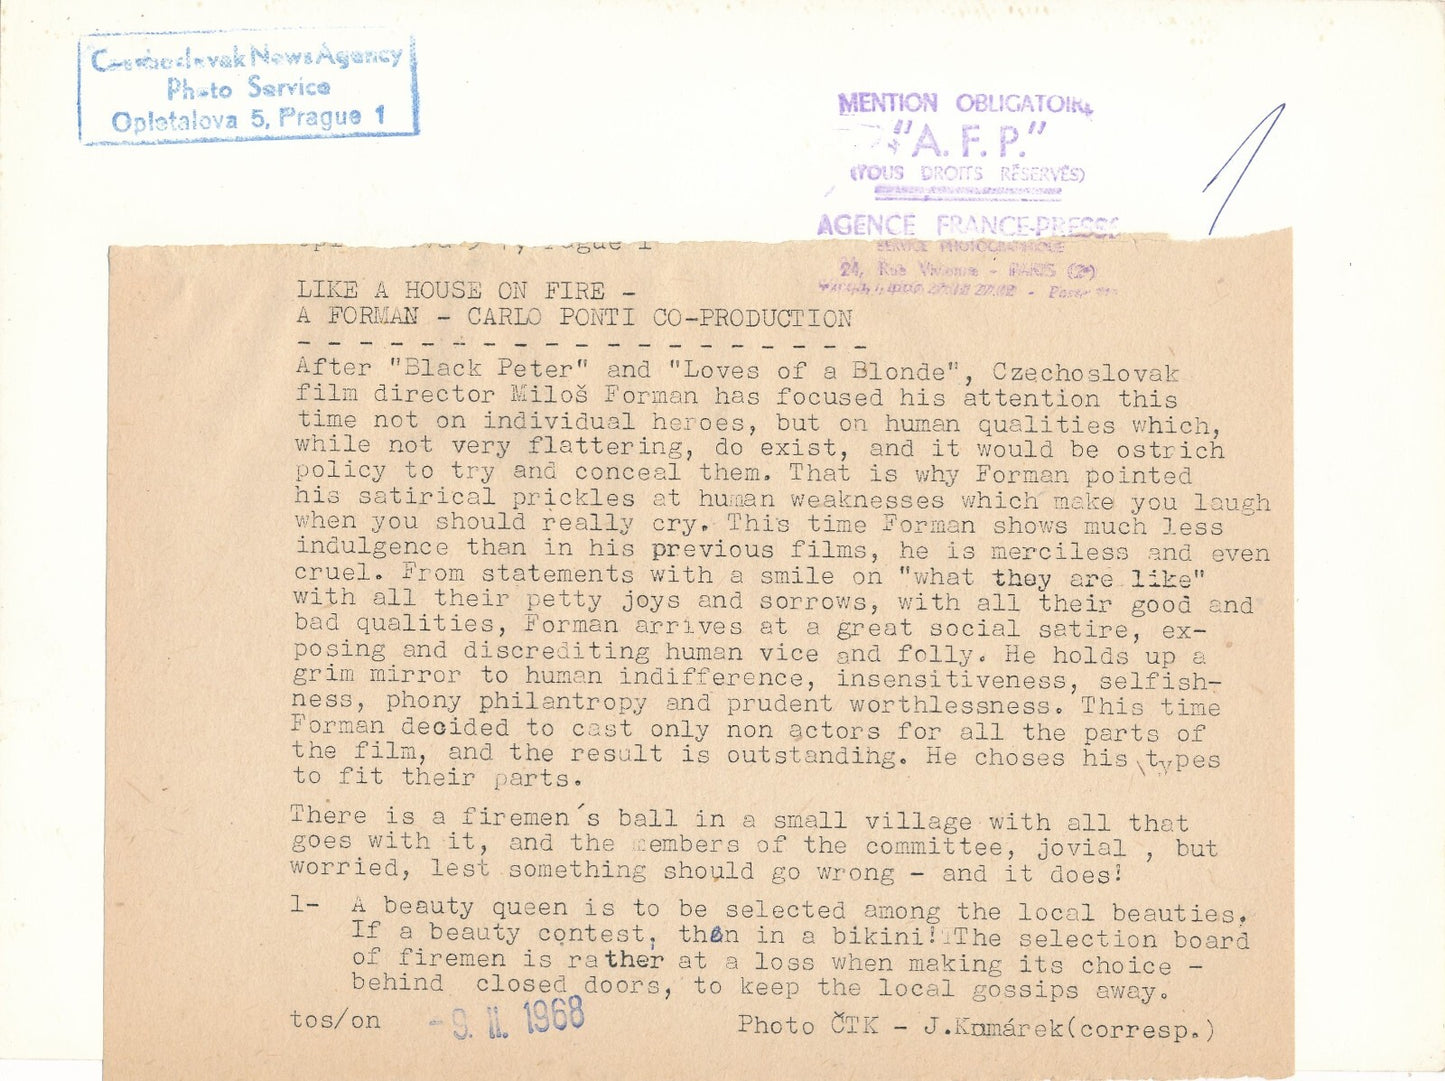 Czechoslovak News Agency
Photo Service
Opletalova 5, Prague 1
MENTION OBLIGATOIRE
"A. F. P."
(TOUS DROITS RÉSERVÉS)
AGENCE FRANCE-PRESSE
SERVICE PHOTOGRAPHIQUE
24, Rue Vivienne - PARIS (2e)
LIKE A HOUSE ON FIRE -
A FORMAN - CARLO PONTI CO-PRODUCTION
- - - - - - - - - - - - - - - - - - -
After "Black Peter" and "Loves of a Blonde", Czechoslovak
film director Miloš Forman has focused his attention this
time not on individual heroes, but on human qualities which,
while not very flattering, do exist, and it would be ostrich
policy to try and conceal them. That is why Forman pointed
his satirical prickles at human weaknesses which make you laugh
when you should really cry. This time Forman shows much less
indulgence than in his previous films, he is merciless and even
cruel. From statements with a smile on "what they are like"
with all their petty joys and sorrows, with all their good and
bad qualities, Forman arrives at a great social satire, ex-
posing and discrediting human vice and folly. He holds up a
grim mirror to human indifference, insensitiveness, selfish-
ness, phony philantropy and prudent worthlessness. This time
Forman decided to cast only non actors for all the parts of
the film, and the result is outstanding. He choses his types
to fit their parts.
There is a firemen´s ball in a small village with all that
goes with it, and the members of the committee, jovial , but
worried, lest something should go wrong - and it does!
1- A beauty queen is to be selected among the local beauties.
If a beauty contest, then in a bikini! The selection board
of firemen is rather at a loss when making its choice -
behind closed doors, to keep the local gossips away.
tos/on - 9. II. 1968 Photo ČTK - J.Komárek(corresp.)